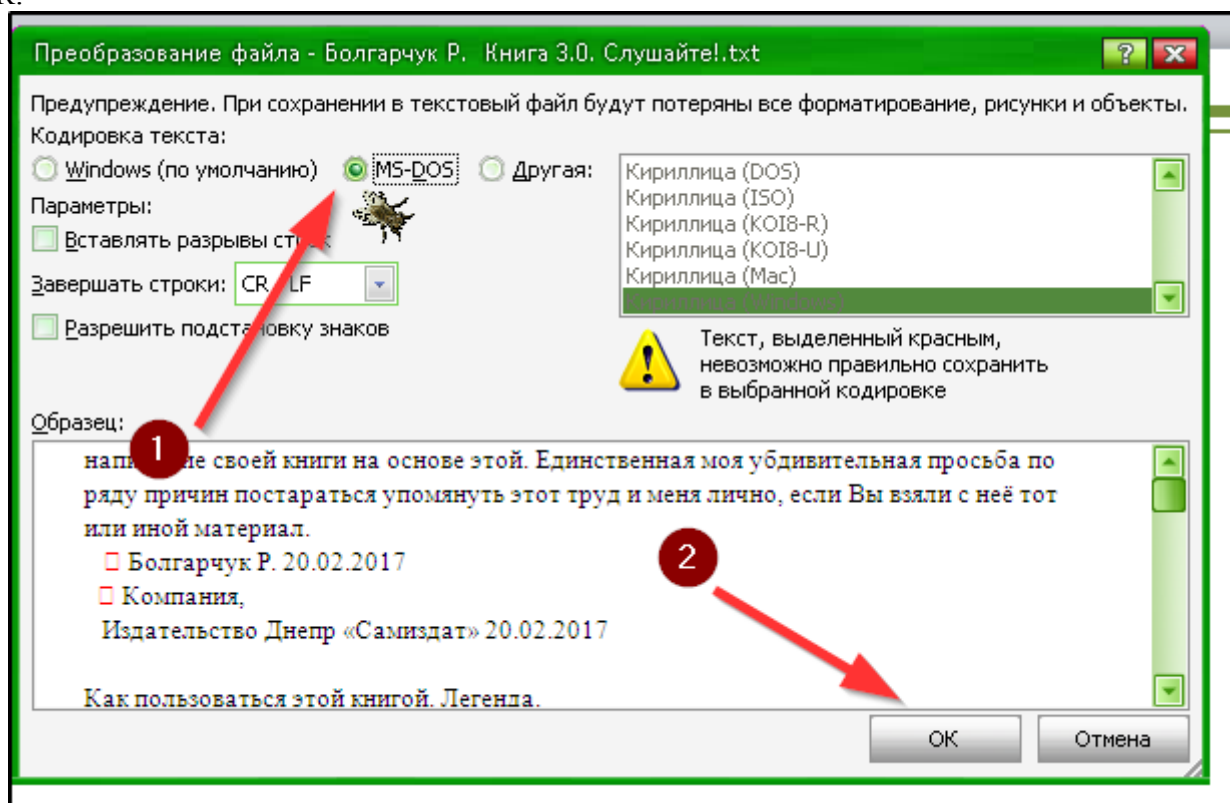 Преобразование файла - Болгарчук Р. Книга 3.0. Слушайте!.txt
Предупреждение. При сохранении в текстовый файл будут потеряны все форматирование, рисунки и объекты.
Кодировка текста:
Windows (по умолчанию) MS-DOS Другая:
Кириллица (DOS)
Кириллица (ISO)
Кириллица (KOI8-R)
Кириллица (KOI8-U)
Кириллица (Mac)
Кириллица (Windows)
Параметры:
Вставлять разрывы строк
Завершать строки: CR / LF
Разрешить подстановку знаков
Текст, выделенный красным,
невозможно правильно сохранить
в выбранной кодировке
1
Образец:
написание своей книги на основе этой. Единственная моя убдивительная просьба по
ряду причин постараться упомянуть этот труд и меня лично, если Вы взяли с неё тот
или иной материал.
Болгарчук Р. 20.02.2017
2
Компания,
Издательство Днепр «Самиздат» 20.02.2017
Как пользоваться этой книгой. Легенда.
ОК Отмена